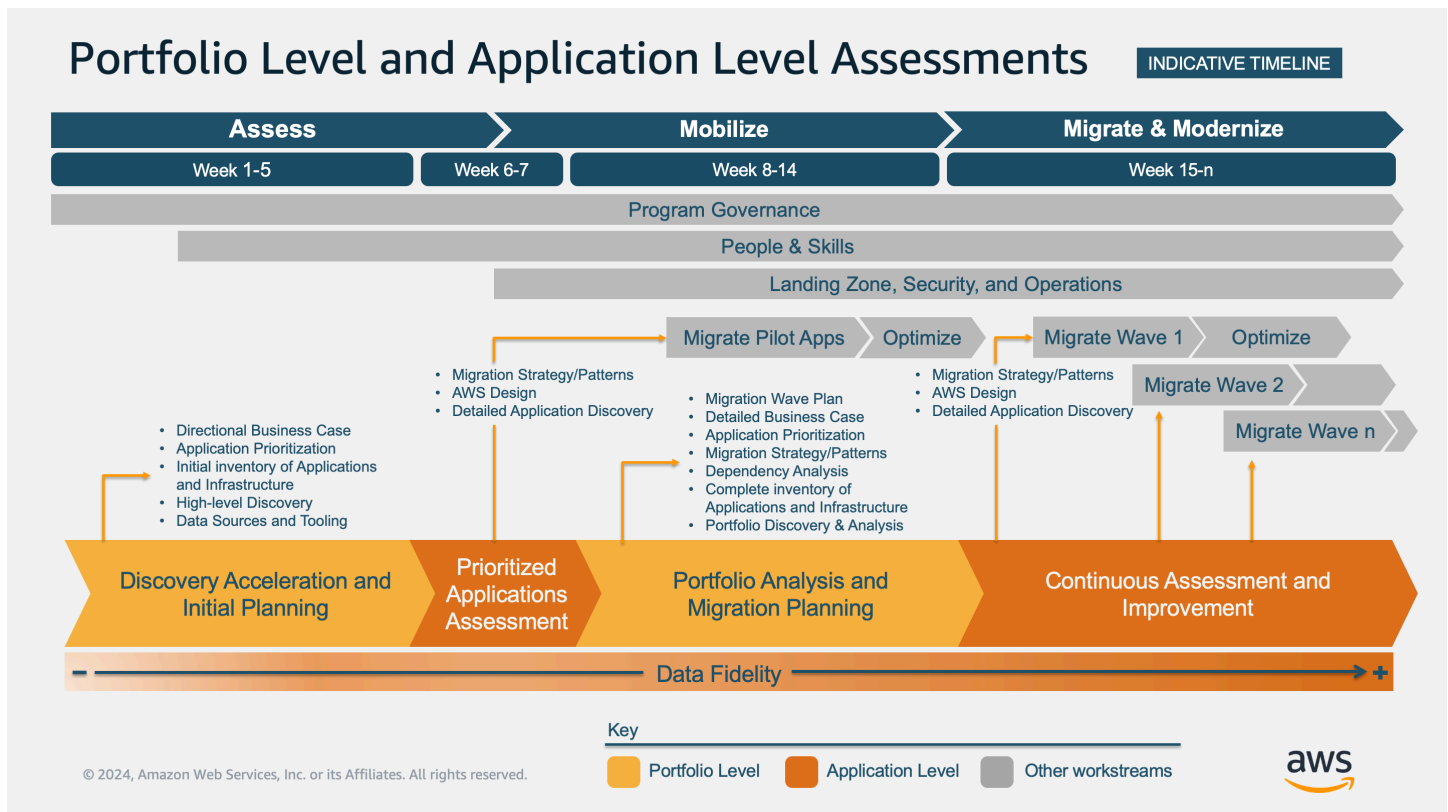 Portfolio Level and Application Level Assessments
INDICATIVE TIMELINE
Assess
Mobilize
Migrate & Modernize
Week 1-5
Week 6-7
Week 8-14
Week 15-n
Program Governance
People & Skills
Landing Zone, Security, and Operations
Migrate Pilot Apps
Optimize
Migrate Wave 1
Optimize
Migrate Wave 2
Migrate Wave n
• Directional Business Case
• Application Prioritization
• Initial inventory of Applications
and Infrastructure
• High-level Discovery
• Data Sources and Tooling
• Migration Strategy/Patterns
• AWS Design
• Detailed Application Discovery
• Migration Wave Plan
• Detailed Business Case
• Application Prioritization
• Migration Strategy/Patterns
• Dependency Analysis
• Complete inventory of
Applications and Infrastructure
• Portfolio Discovery & Analysis
• Migration Strategy/Patterns
• AWS Design
• Detailed Application Discovery
Discovery Acceleration and
Initial Planning
Prioritized
Applications
Assessment
Portfolio Analysis and
Migration Planning
Continuous Assessment and
Improvement
- Data Fidelity +
Key
Portfolio Level
Application Level
Other workstreams
© 2024, Amazon Web Services, Inc. or its Affiliates. All rights reserved.
aws